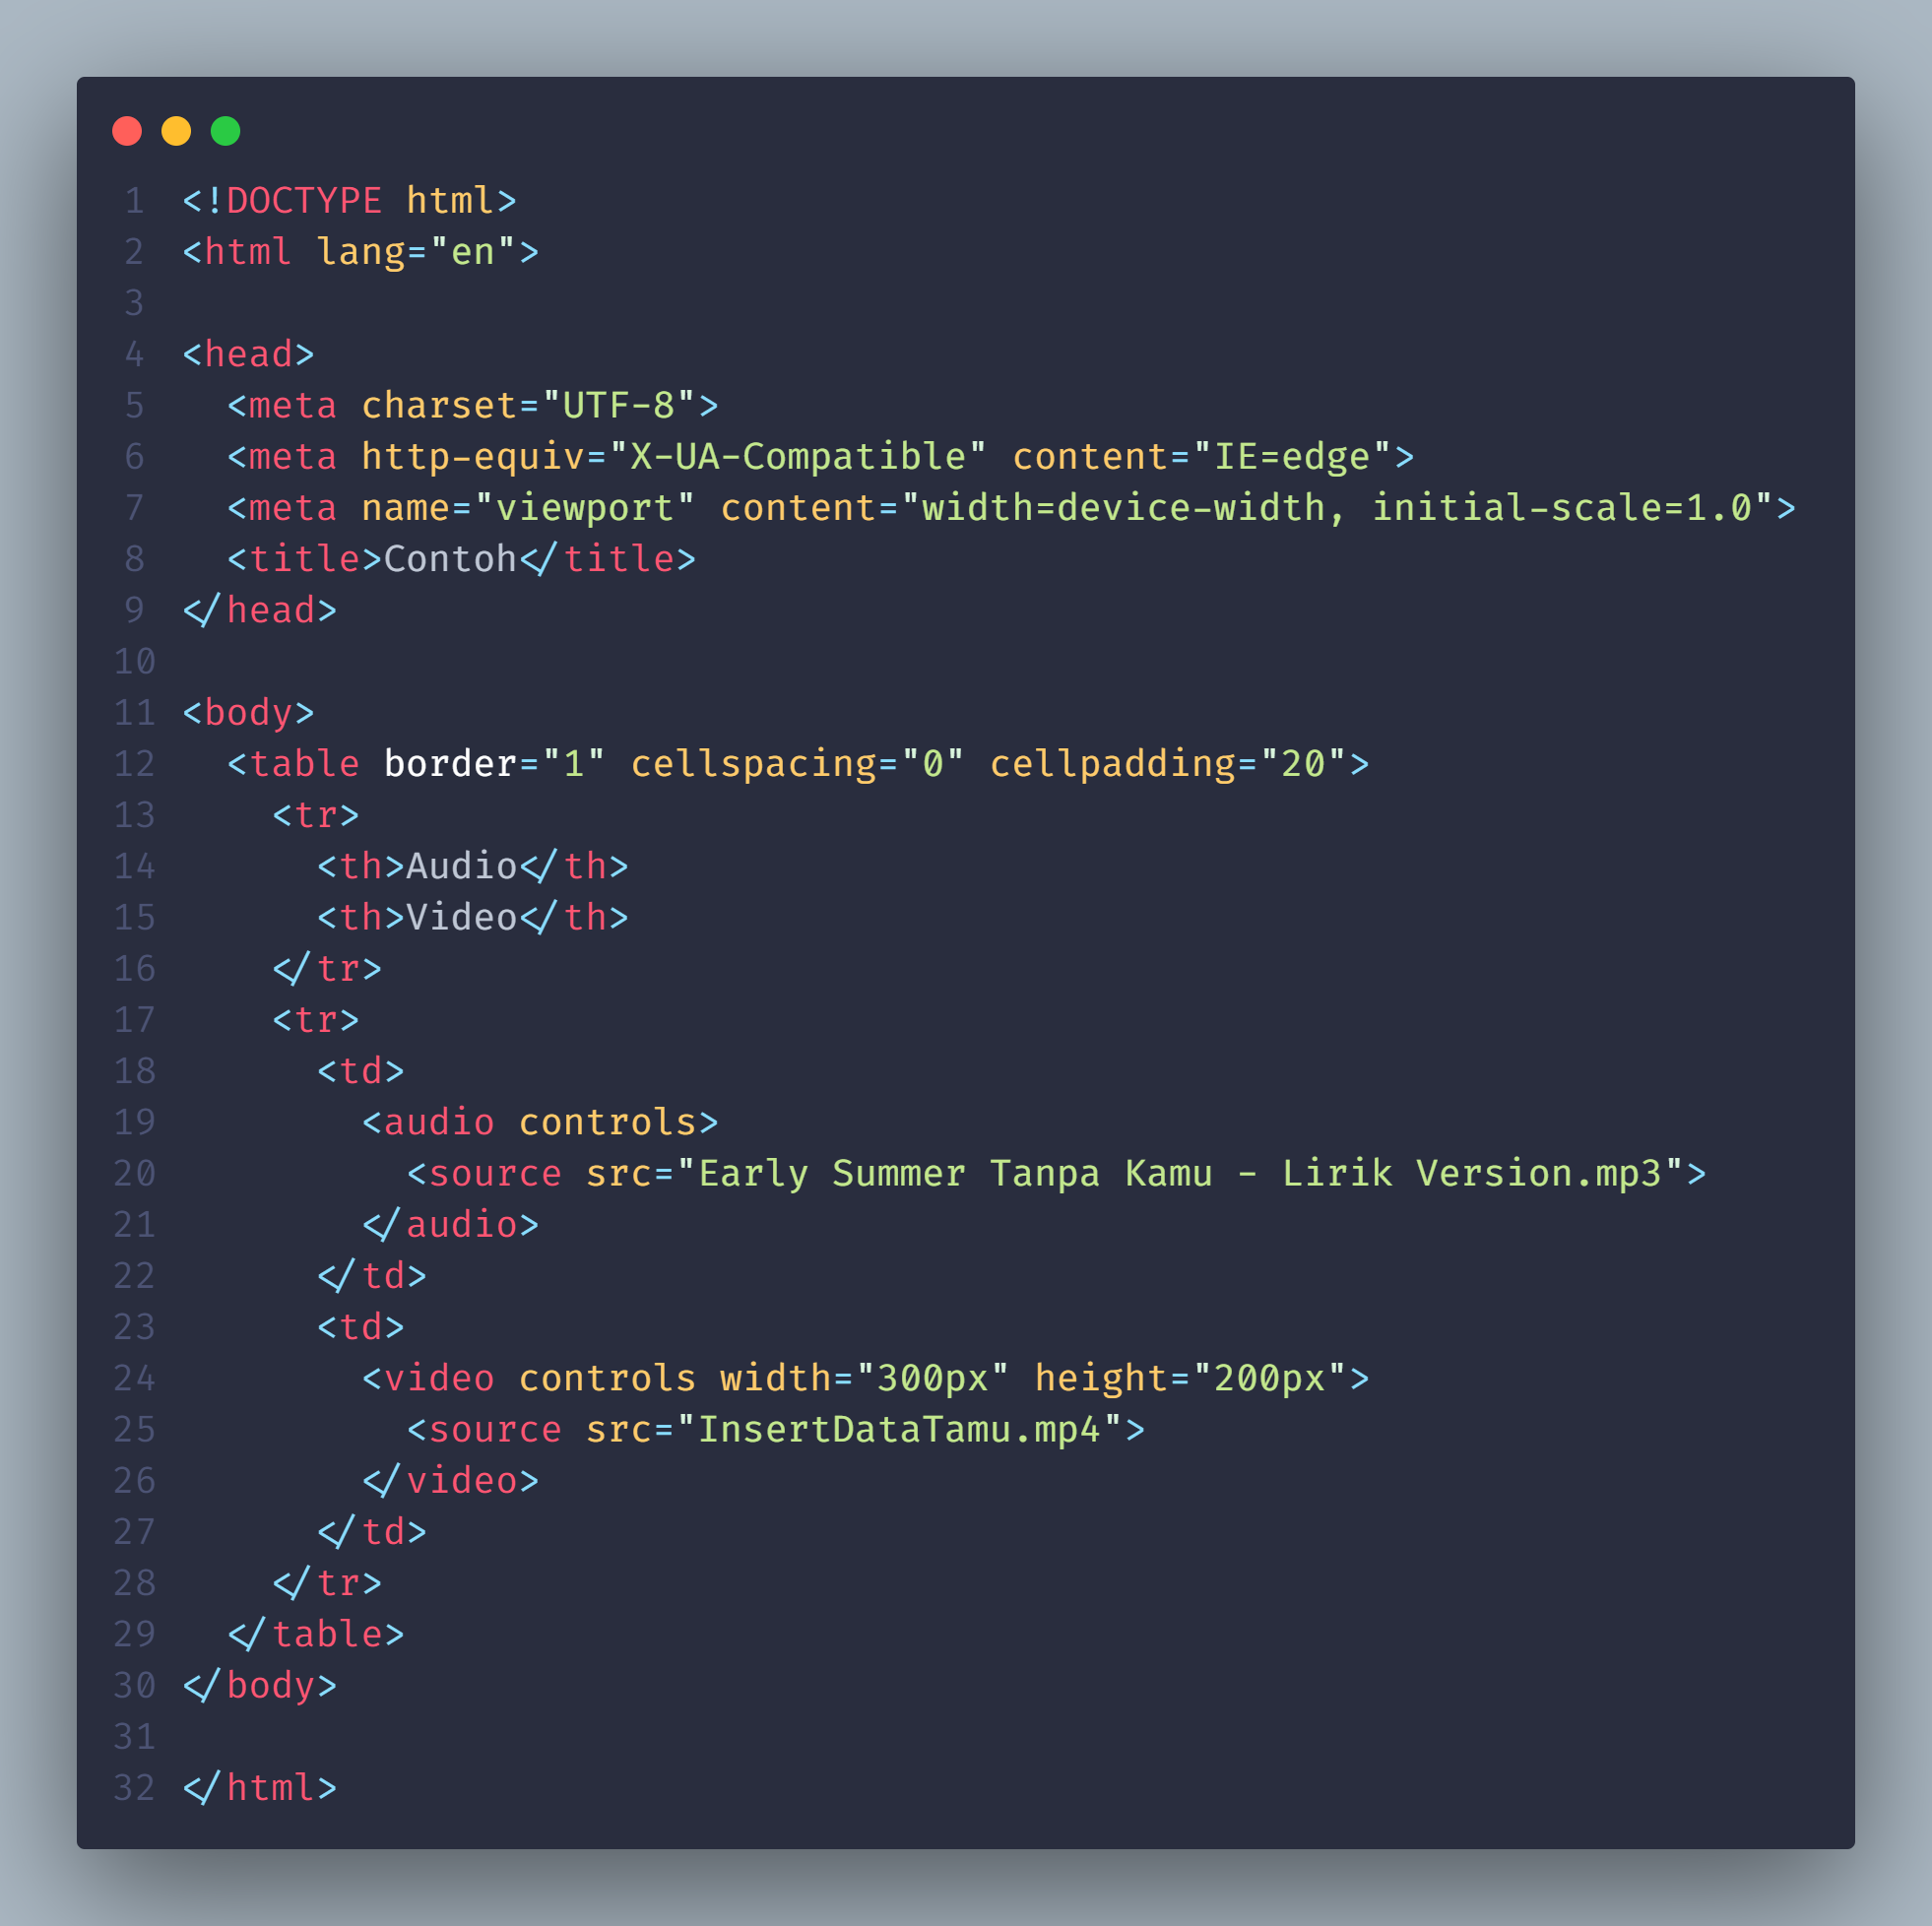 1 <!DOCTYPE html>
2 <html lang="en">
3
4 <head>
5   <meta charset="UTF-8">
6   <meta http-equiv="X-UA-Compatible" content="IE=edge">
7   <meta name="viewport" content="width=device-width, initial-scale=1.0">
8   <title>Contoh</title>
9 </head>
10
11 <body>
12   <table border="1" cellspacing="0" cellpadding="20">
13     <tr>
14       <th>Audio</th>
15       <th>Video</th>
16     </tr>
17     <tr>
18       <td>
19         <audio controls>
20           <source src="Early Summer Tanpa Kamu - Lirik Version.mp3">
21         </audio>
22       </td>
23       <td>
24         <video controls width="300px" height="200px">
25           <source src="InsertDataTamu.mp4">
26         </video>
27       </td>
28     </tr>
29   </table>
30 </body>
31
32 </html>